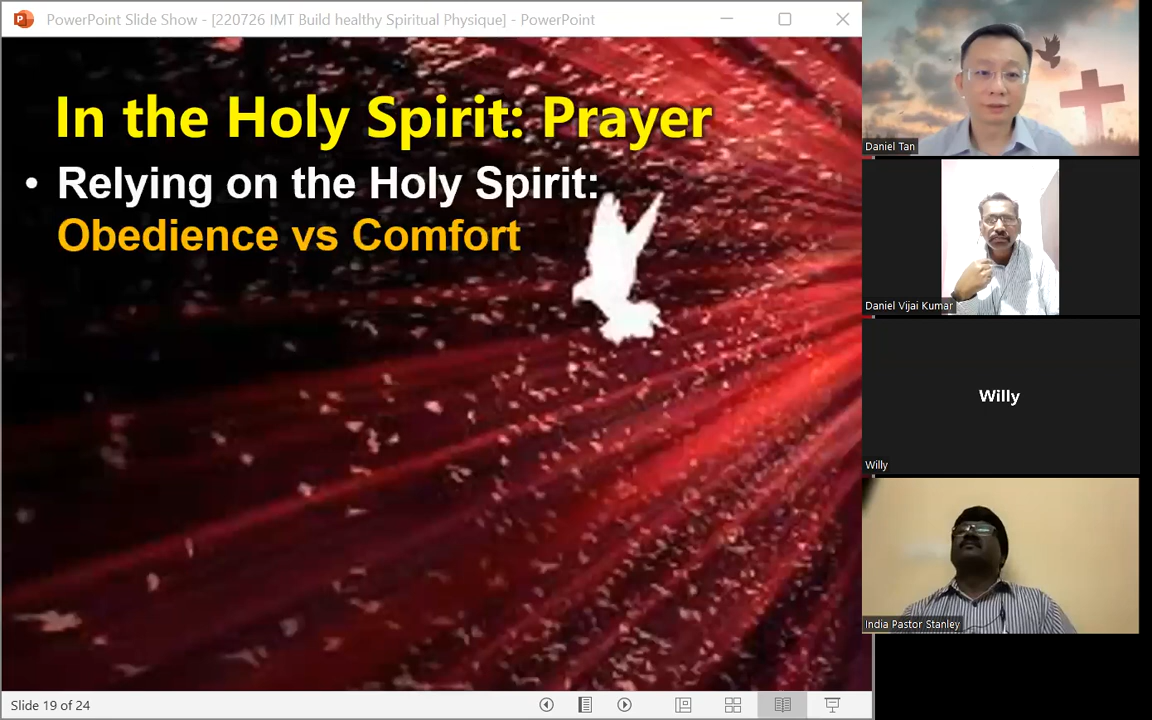 PowerPoint Slide Show - [220726 IMT Build healthy Spiritual Physique] - PowerPoint
In the Holy Spirit: Prayer
• Relying on the Holy Spirit:
Obedience vs Comfort
Slide 19 of 24
Daniel Tan
Daniel Vijai Kumar
Willy
Willy
India Pastor Stanley